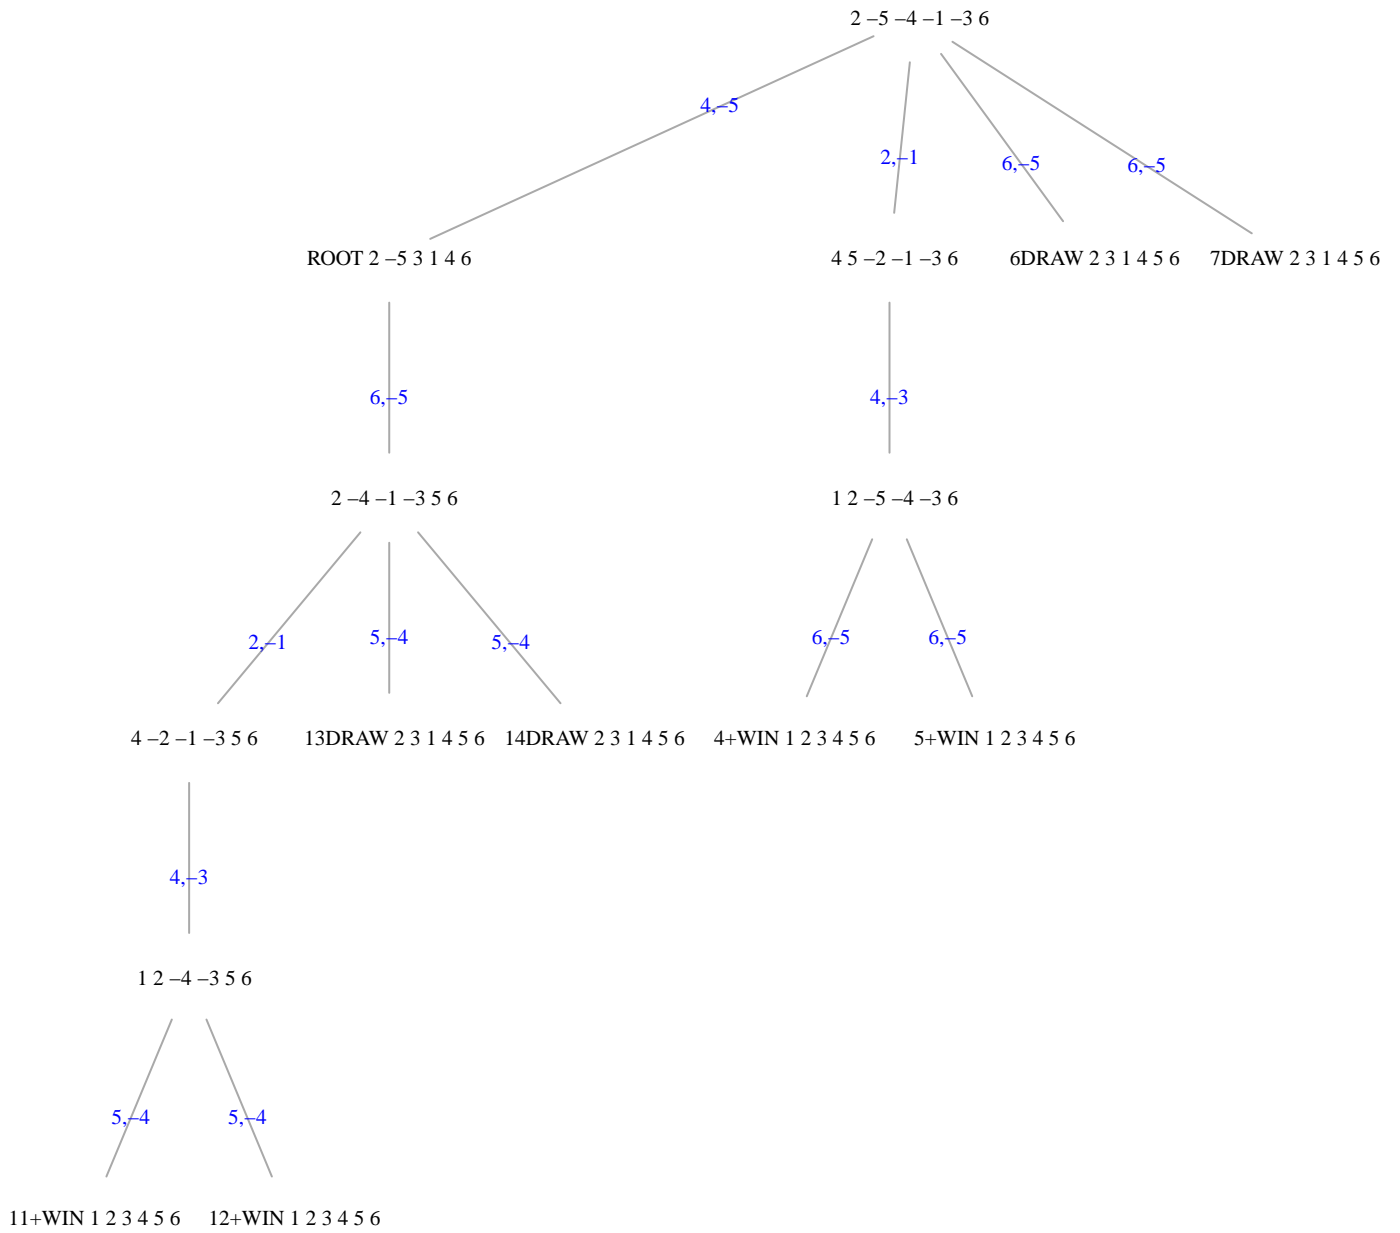 2 –5 –4 –1 –3 6
4,–5
2,–1
6,–5
6,–5
ROOT 2 –5 3 1 4 6
4 5 –2 –1 –3 6
6DRAW 2 3 1 4 5 6
7DRAW 2 3 1 4 5 6
6,–5
4,–3
2 –4 –1 –3 5 6
1 2 –5 –4 –3 6
2,–1
5,–4
5,–4
6,–5
6,–5
4 –2 –1 –3 5 6
13DRAW 2 3 1 4 5 6
14DRAW 2 3 1 4 5 6
4+WIN 1 2 3 4 5 6
5+WIN 1 2 3 4 5 6
4,–3
1 2 –4 –3 5 6
5,–4
5,–4
11+WIN 1 2 3 4 5 6
12+WIN 1 2 3 4 5 6